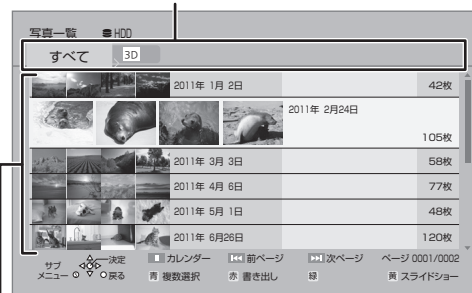 写真一覧 HDD
すべて 3D
2011年 1月 2日 42枚
2011年 2月24日
105枚
2011年 3月 3日 58枚
2011年 4月 6日 77枚
2011年 5月 1日 48枚
2011年 6月26日 120枚
サブメニュー 決定 戻る
カレンダー 前ページ 次ページ ページ 0001/0002
青 複数選択 赤 書き出し 緑 黄 スライドショー